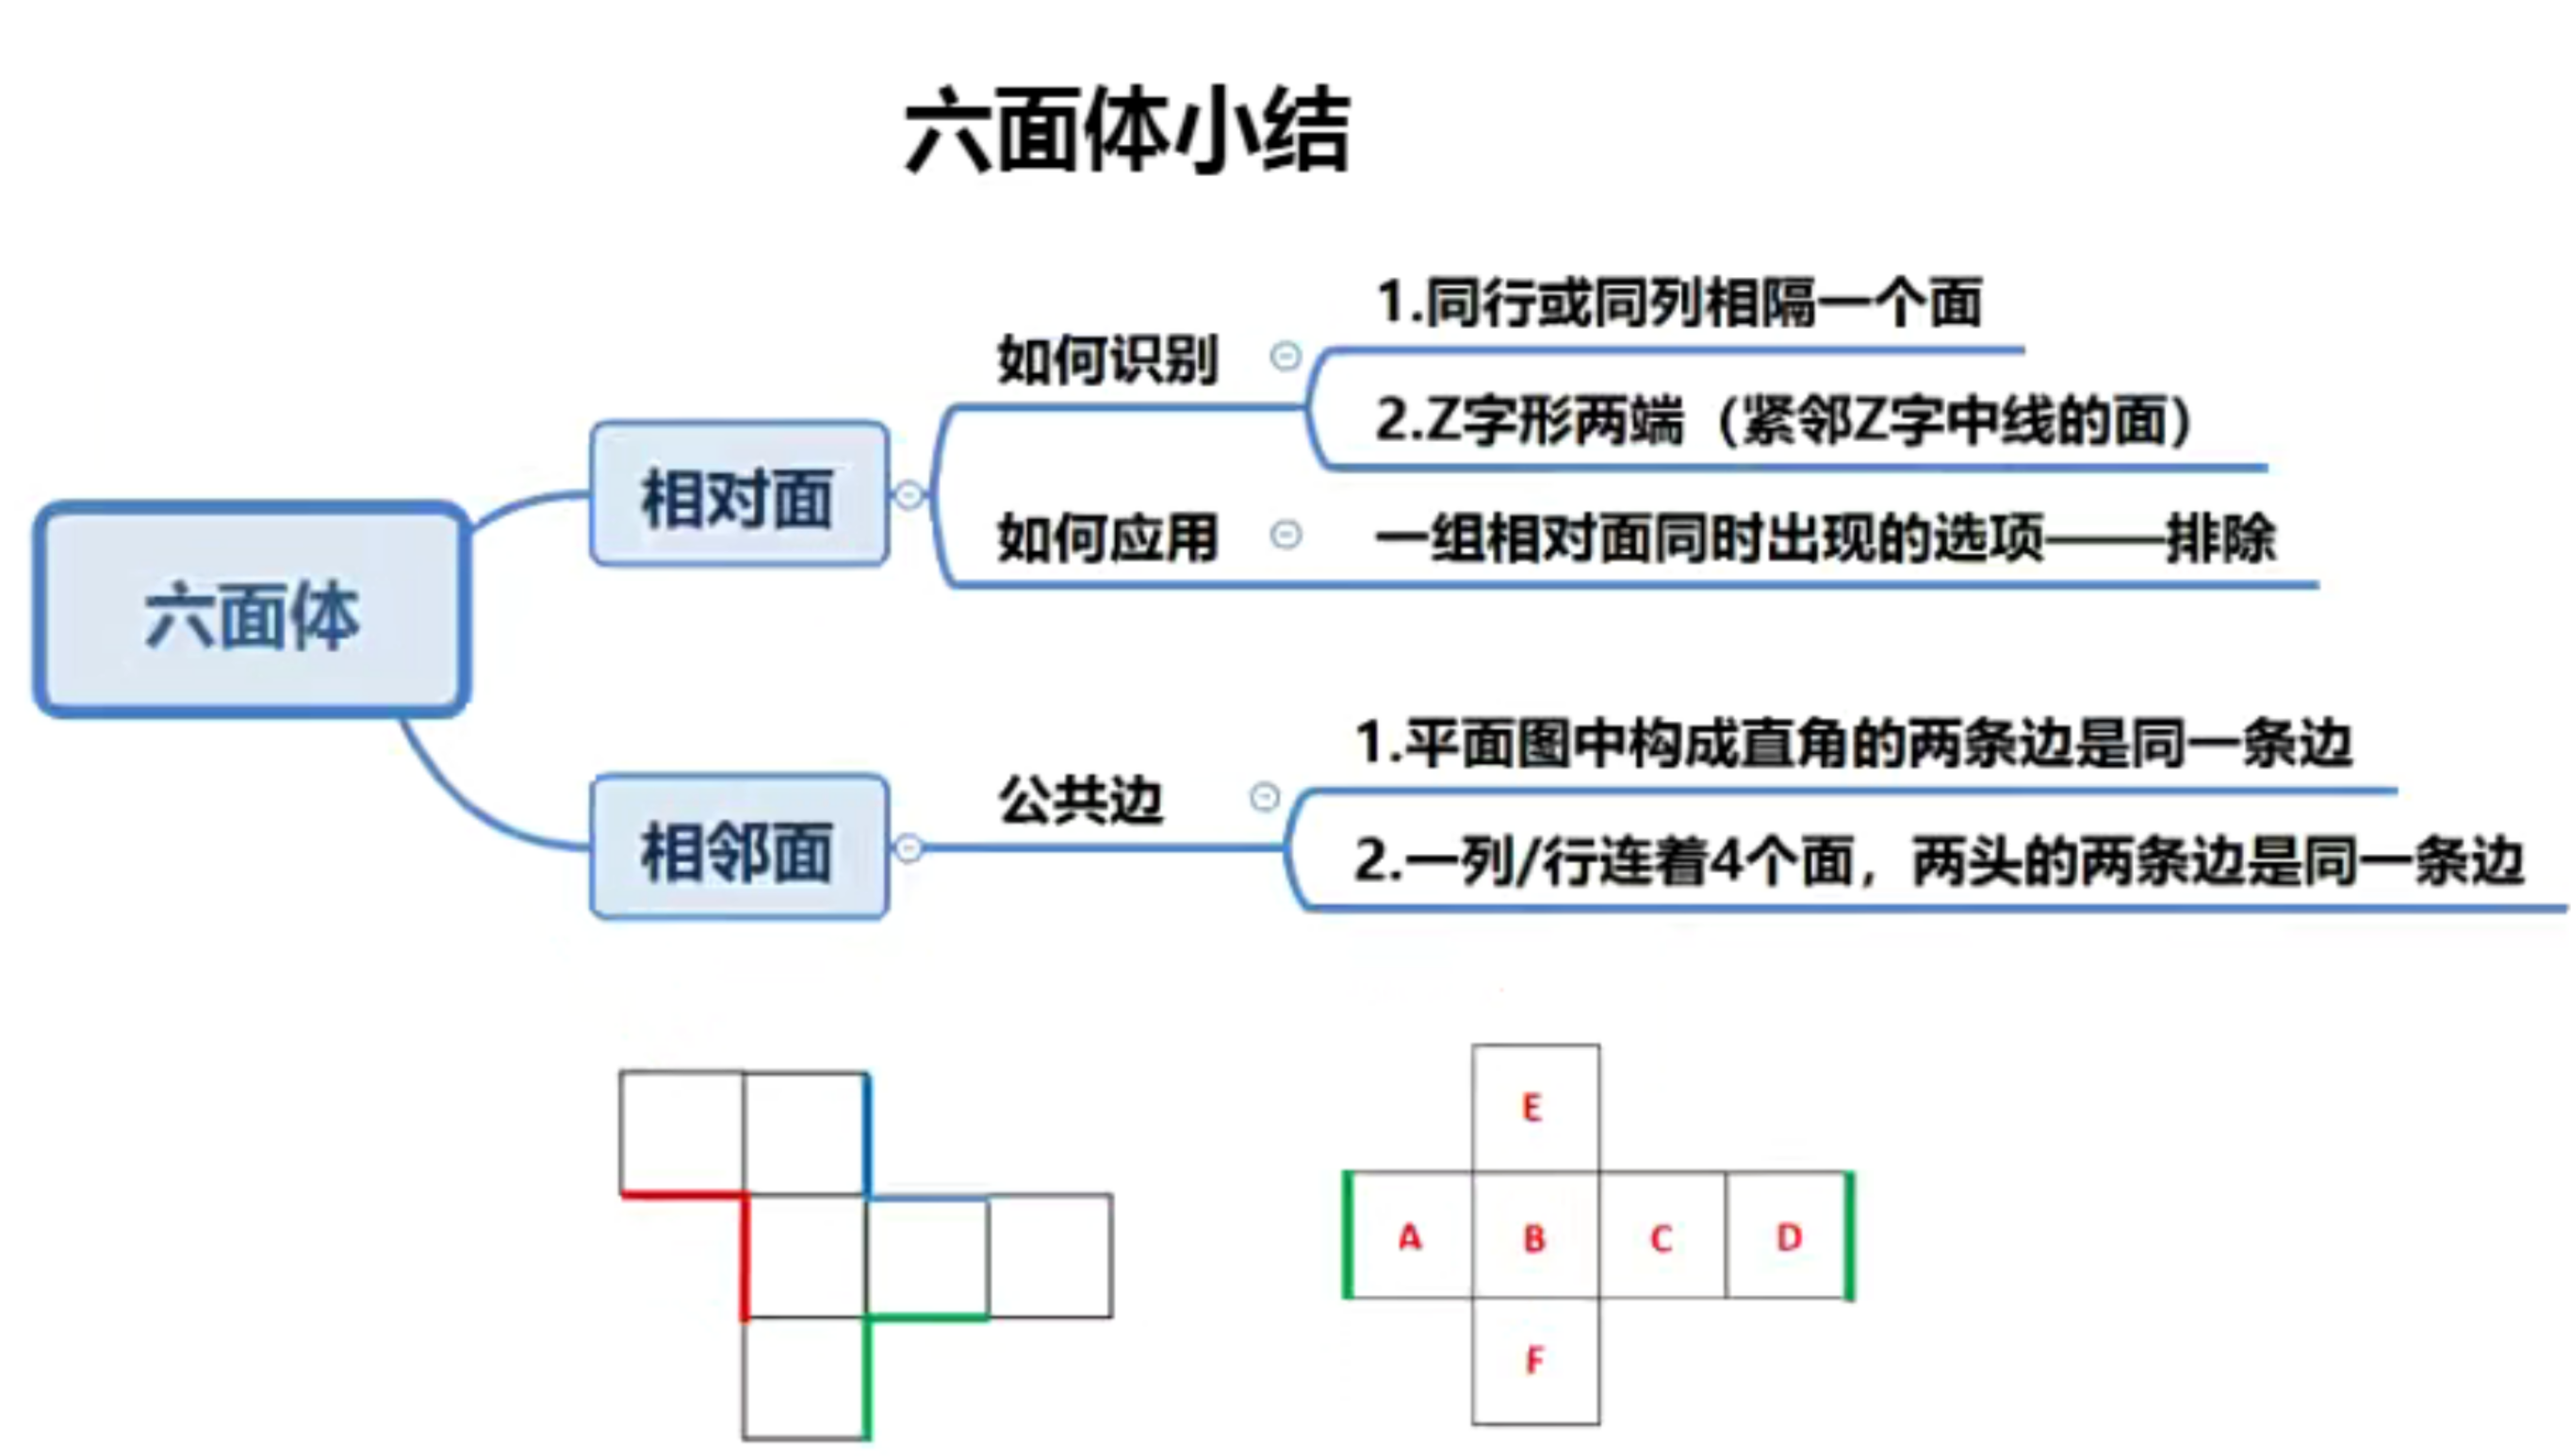 六面体小结
六面体
相对面
如何识别
1.同行或同列相隔一个面
2.Z字形两端（紧邻Z字中线的面）
如何应用
一组相对面同时出现的选项——排除
相邻面
公共边
1.平面图中构成直角的两条边是同一条边
2.一列/行连着4个面，两头的两条边是同一条边
E
A B C D
F